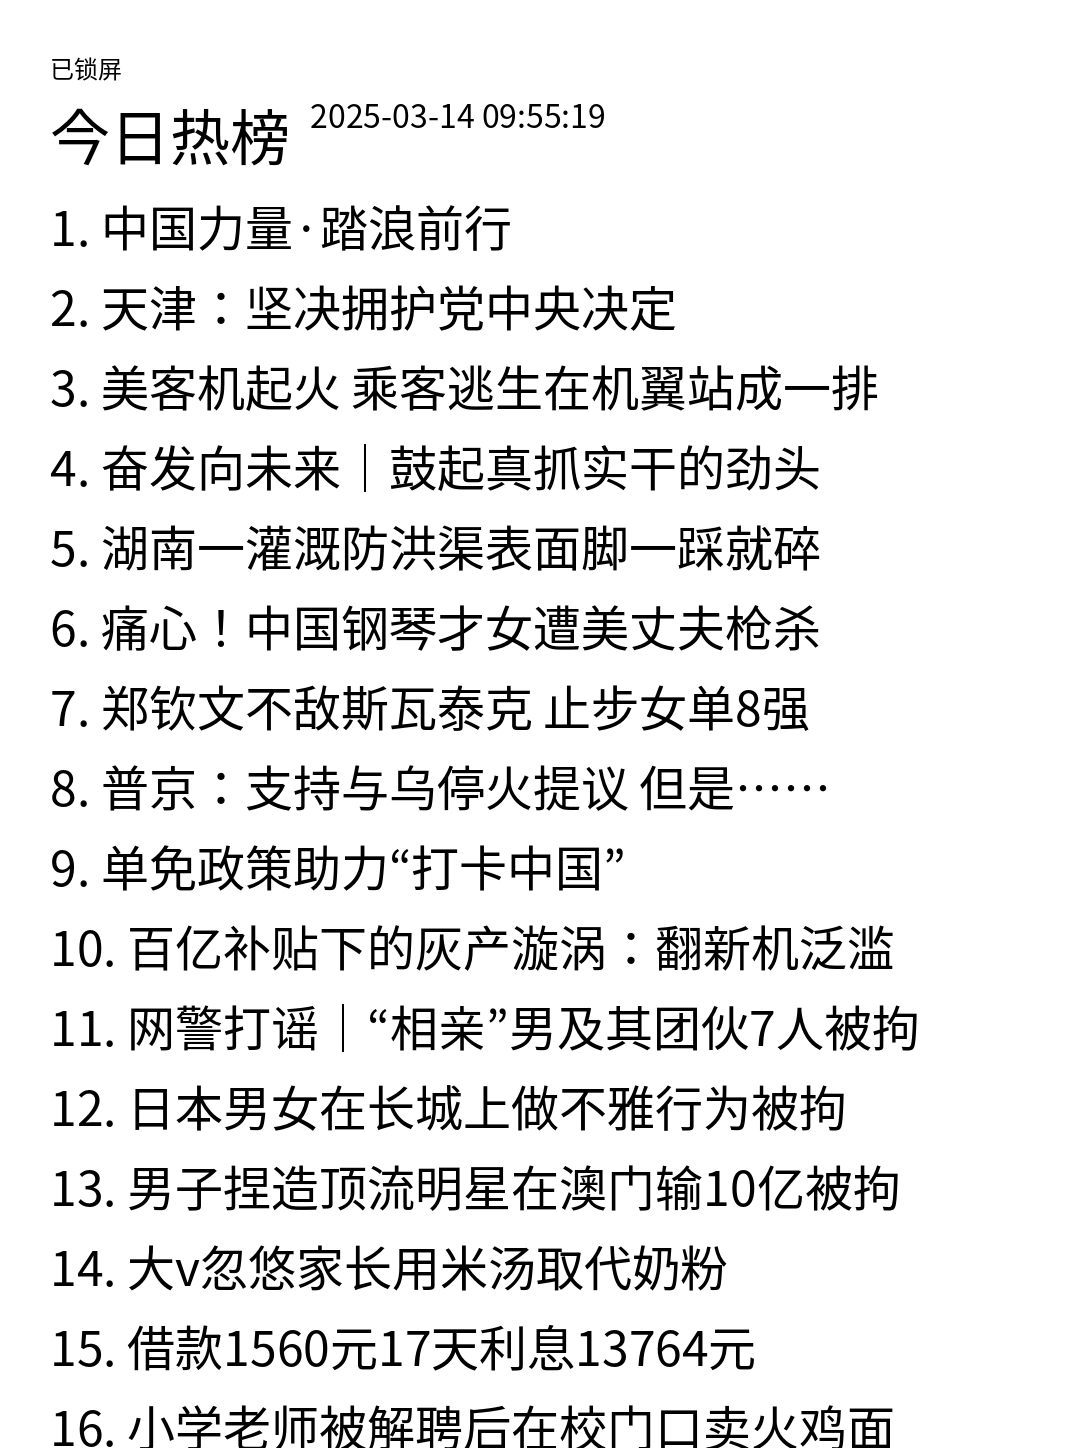 已锁屏
今日热榜 2025-03-14 09:55:19
1. 中国力量·踏浪前行
2. 天津：坚决拥护党中央决定
3. 美客机起火 乘客逃生在机翼站成一排
4. 奋发向未来｜鼓起真抓实干的劲头
5. 湖南一灌溉防洪渠表面脚一踩就碎
6. 痛心！中国钢琴才女遭美丈夫枪杀
7. 郑钦文不敌斯瓦泰克 止步女单8强
8. 普京：支持与乌停火提议 但是……
9. 单免政策助力“打卡中国”
10. 百亿补贴下的灰产漩涡：翻新机泛滥
11. 网警打谣｜“相亲”男及其团伙7人被拘
12. 日本男女在长城上做不雅行为被拘
13. 男子捏造顶流明星在澳门输10亿被拘
14. 大v忽悠家长用米汤取代奶粉
15. 借款1560元17天利息13764元
16. 小学老师被解聘后在校门口卖火鸡面